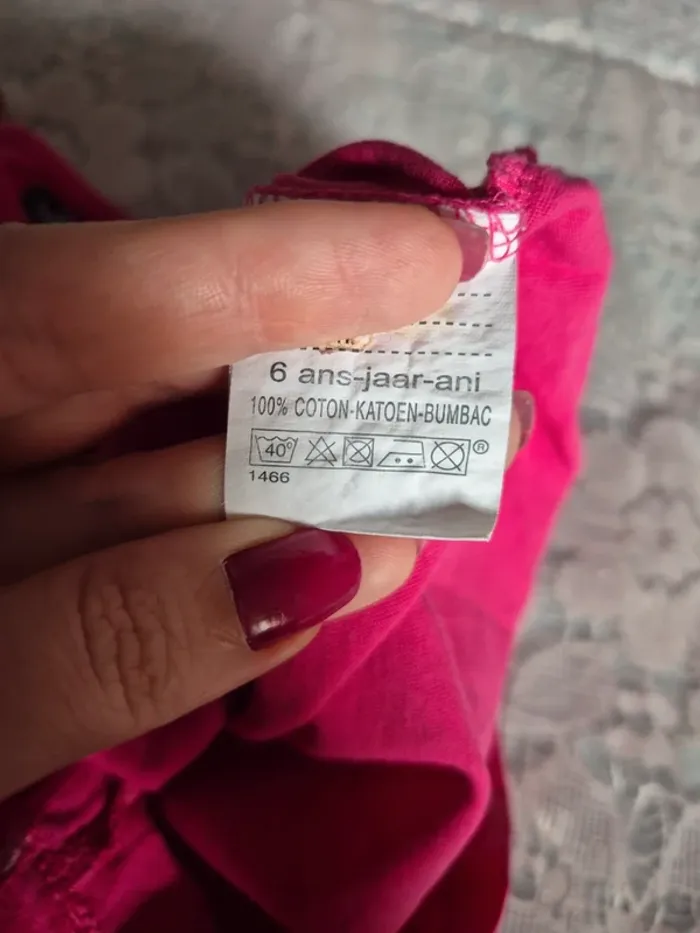 6 ans-jaar-ani
100% COTON-KATOEN-BUMBAC
40° ®
1466